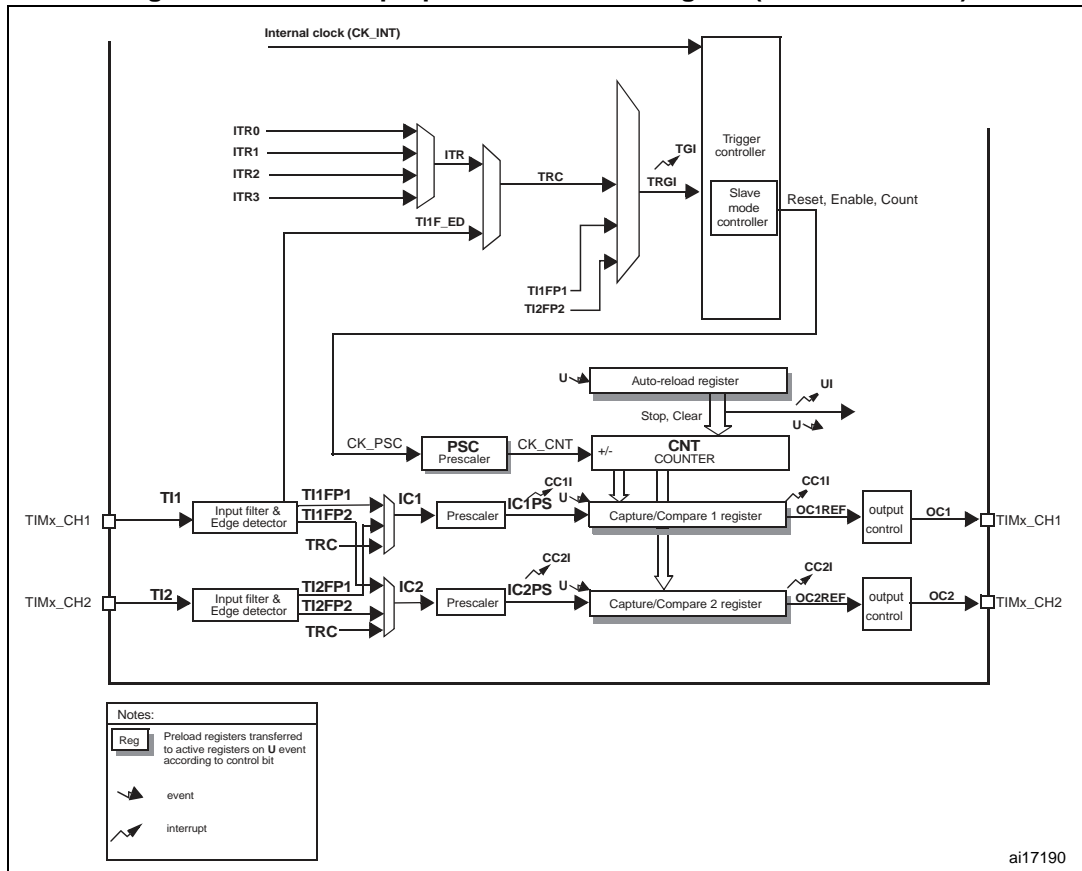 Internal clock (CK_INT)
ITR0
ITR1
ITR2
ITR3
ITR
TI1F_ED
TRC
TI1FP1
TI2FP2
TGI
TRGI
Trigger
controller
Slave
mode
controller
Reset, Enable, Count
U
Auto-reload register
Stop, Clear
UI
U
CK_PSC
PSC
Prescaler
CK_CNT
+/-
CNT
COUNTER
TIMx_CH1
TI1
Input filter &
Edge detector
TI1FP1
TI1FP2
TRC
IC1
Prescaler
CC1I
IC1PS
U
Capture/Compare 1 register
CC1I
OC1REF
output
control
OC1
TIMx_CH1
TIMx_CH2
TI2
Input filter &
Edge detector
TI2FP1
TI2FP2
TRC
IC2
Prescaler
CC2I
IC2PS
U
Capture/Compare 2 register
CC2I
OC2REF
output
control
OC2
TIMx_CH2
Notes:
Reg
Preload registers transferred
to active registers on U event
according to control bit
event
interrupt
ai17190